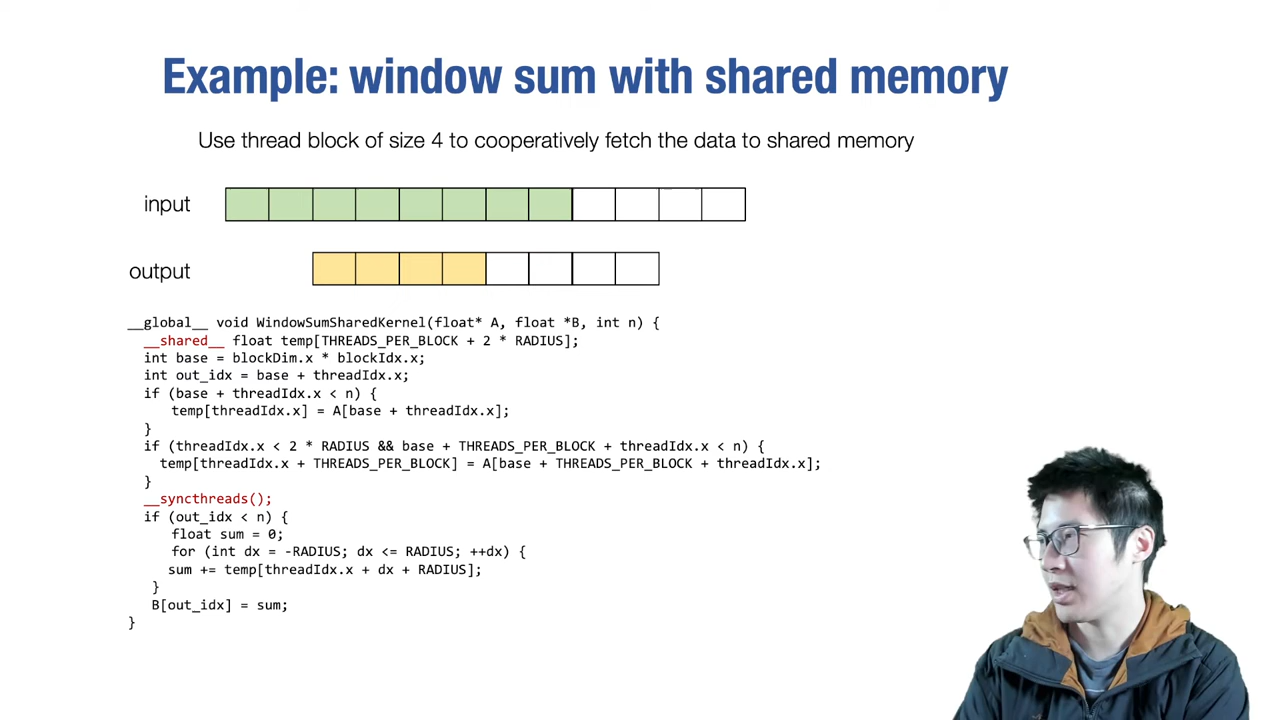 Example: window sum with shared memory
Use thread block of size 4 to cooperatively fetch the data to shared memory
input
output
__global__ void WindowSumSharedKernel(float* A, float *B, int n) {
  __shared__ float temp[THREADS_PER_BLOCK + 2 * RADIUS];
  int base = blockDim.x * blockIdx.x;
  int out_idx = base + threadIdx.x;
  if (base + threadIdx.x < n) {
     temp[threadIdx.x] = A[base + threadIdx.x];
  }
  if (threadIdx.x < 2 * RADIUS && base + THREADS_PER_BLOCK + threadIdx.x < n) {
    temp[threadIdx.x + THREADS_PER_BLOCK] = A[base + THREADS_PER_BLOCK + threadIdx.x];
  }
  __syncthreads();
  if (out_idx < n) {
     float sum = 0;
     for (int dx = -RADIUS; dx <= RADIUS; ++dx) {
     sum += temp[threadIdx.x + dx + RADIUS];
   }
   B[out_idx] = sum;
}